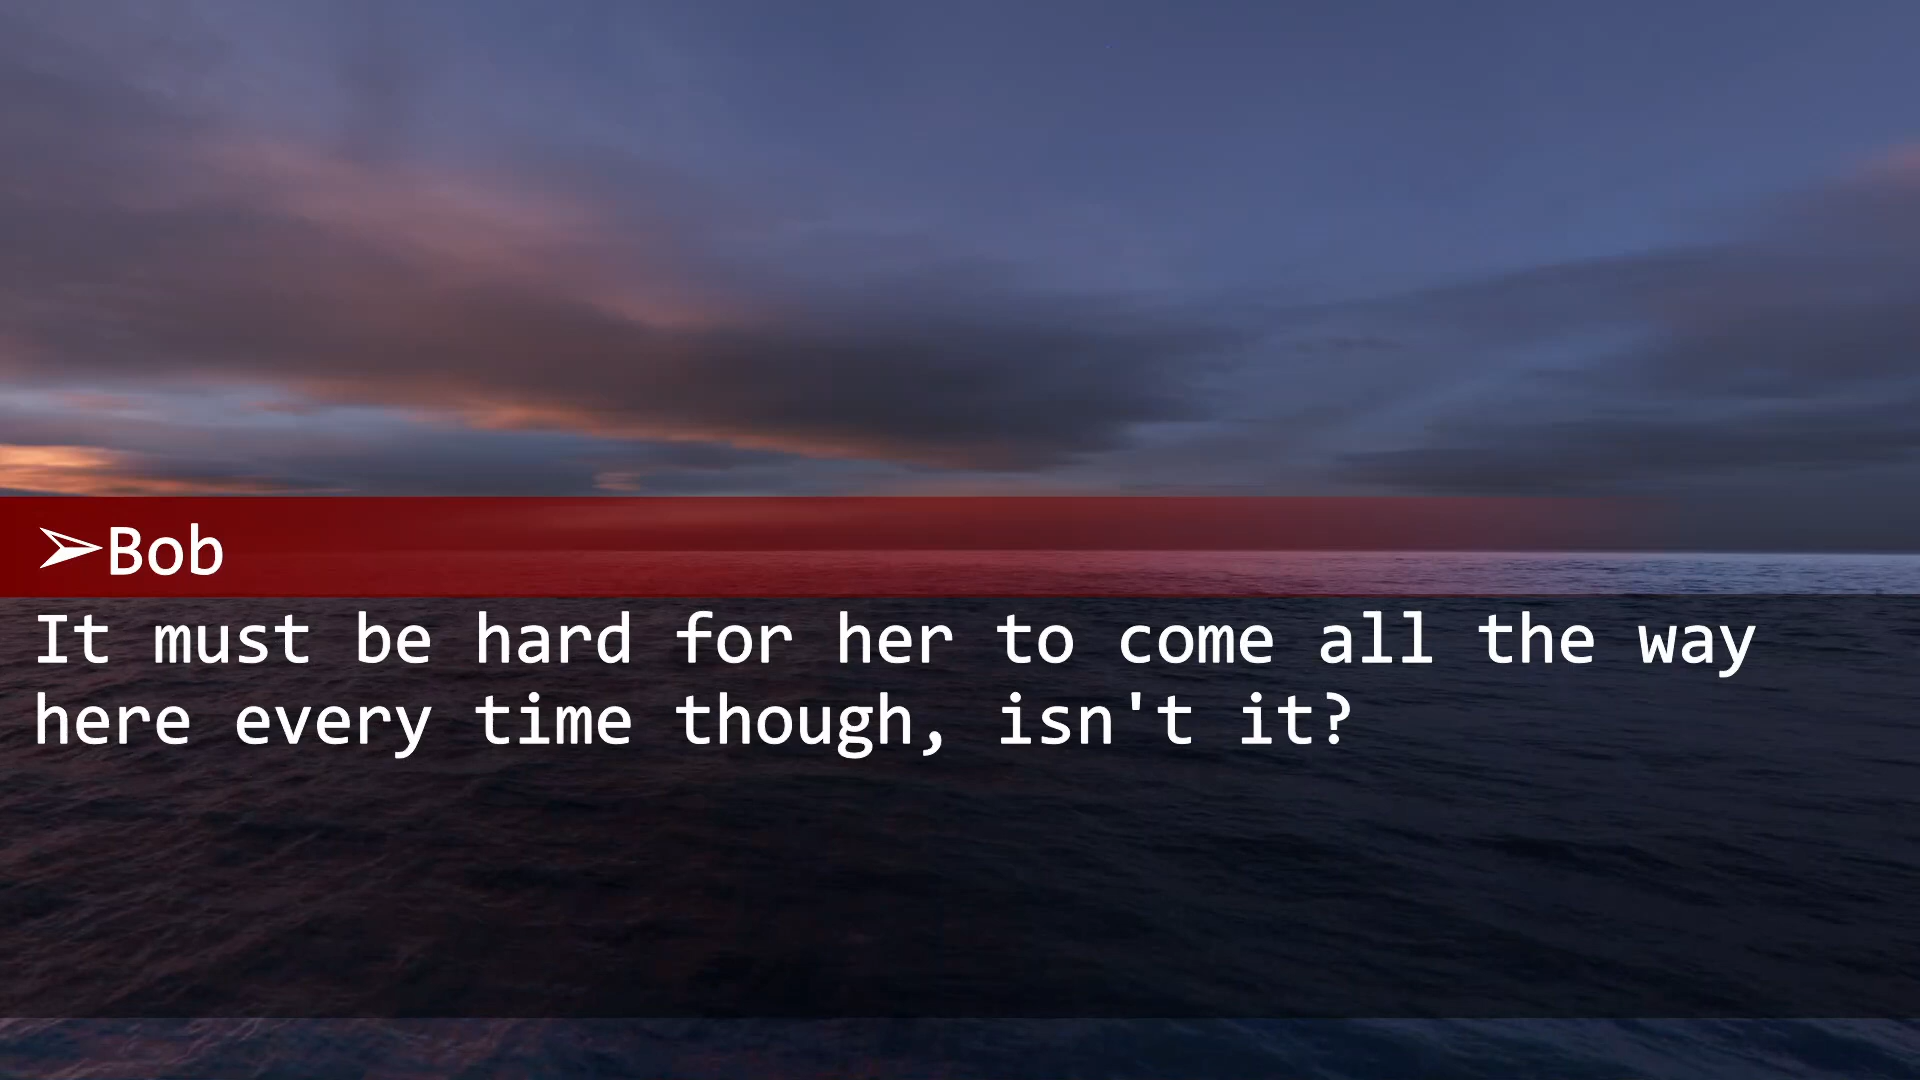 ➢Bob
It must be hard for her to come all the way
here every time though, isn't it?